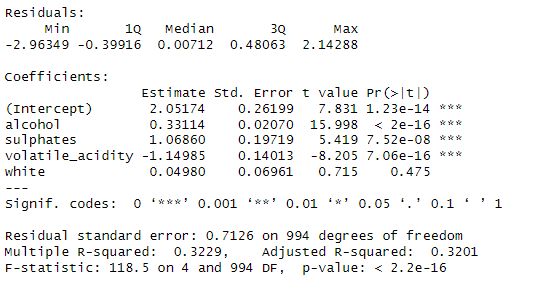 Residuals:
     Min       1Q   Median       3Q      Max
-2.96349 -0.39916  0.00712  0.48063  2.14288

Coefficients:
                 Estimate Std. Error t value Pr(>|t|)
(Intercept)       2.05174    0.26199   7.831 1.23e-14 ***
alcohol           0.33114    0.02070  15.998  < 2e-16 ***
sulphates         1.06860    0.19719   5.419 7.52e-08 ***
volatile_acidity -1.14985    0.14013  -8.205 7.06e-16 ***
white             0.04980    0.06961   0.715    0.475
---
Signif. codes:  0 ‘***’ 0.001 ‘**’ 0.01 ‘*’ 0.05 ‘.’ 0.1 ‘ ’ 1

Residual standard error: 0.7126 on 994 degrees of freedom
Multiple R-squared:  0.3229,    Adjusted R-squared:  0.3201
F-statistic: 118.5 on 4 and 994 DF,  p-value: < 2.2e-16